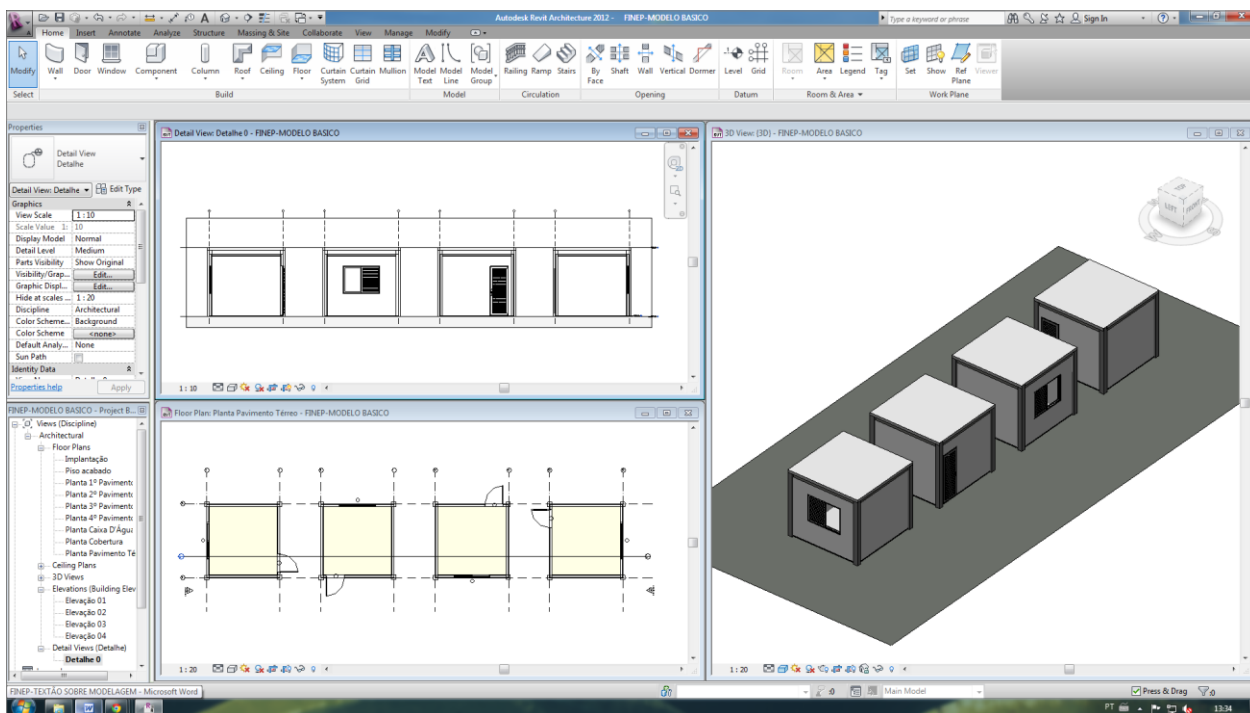 Autodesk Revit Architecture 2012 - FINEP-MODELO BASICO
Type a keyword or phrase
Sign In
Home Insert Annotate Analyze Structure Massing & Site Collaborate View Manage Modify
Modify Wall Door Window Component Column Roof Ceiling Floor Curtain System Curtain Grid Mullion Model Text Model Line Model Group Railing Ramp Stairs By Face Shaft Wall Vertical Dormer Level Grid Room Area Legend Tag Set Show Ref Plane Viewer
Select Build Model Circulation Opening Datum Room & Area Work Plane
Properties
Detail View
Detalhe
Detail View: Detalhe
Edit Type
Graphics
View Scale 1 : 10
Scale Value 1: 10
Display Model Normal
Detail Level Medium
Parts Visibility Show Original
Visibility/Grap... Edit...
Graphic Displ... Edit...
Hide at scales ... 1 : 20
Discipline Architectural
Color Scheme... Background
Color Scheme <none>
Default Analy... None
Sun Path
Identity Data
Properties help
Apply
FINEP-MODELO BASICO - Project B...
Views (Discipline)
Architectural
Floor Plans
Implantação
Piso acabado
Planta 1º Pavimento
Planta 2º Pavimento
Planta 3º Pavimento
Planta 4º Pavimento
Planta Caixa D'Água
Planta Cobertura
Planta Pavimento Té
Ceiling Plans
3D Views
Elevations (Building Elev
Elevação 01
Elevação 02
Elevação 03
Elevação 04
Detail Views (Detalhe)
Detalhe 0
Detail View: Detalhe 0 - FINEP-MODELO BASICO
1 : 10
Floor Plan: Planta Pavimento Térreo - FINEP-MODELO BASICO
1 : 20
3D View: {3D} - FINEP-MODELO BASICO
TOP
LEFT
FRONT
1 : 20
FINEP-TEXTÃO SOBRE MODELAGEM - Microsoft Word
:0
Main Model
Press & Drag
:0
PT
13:34